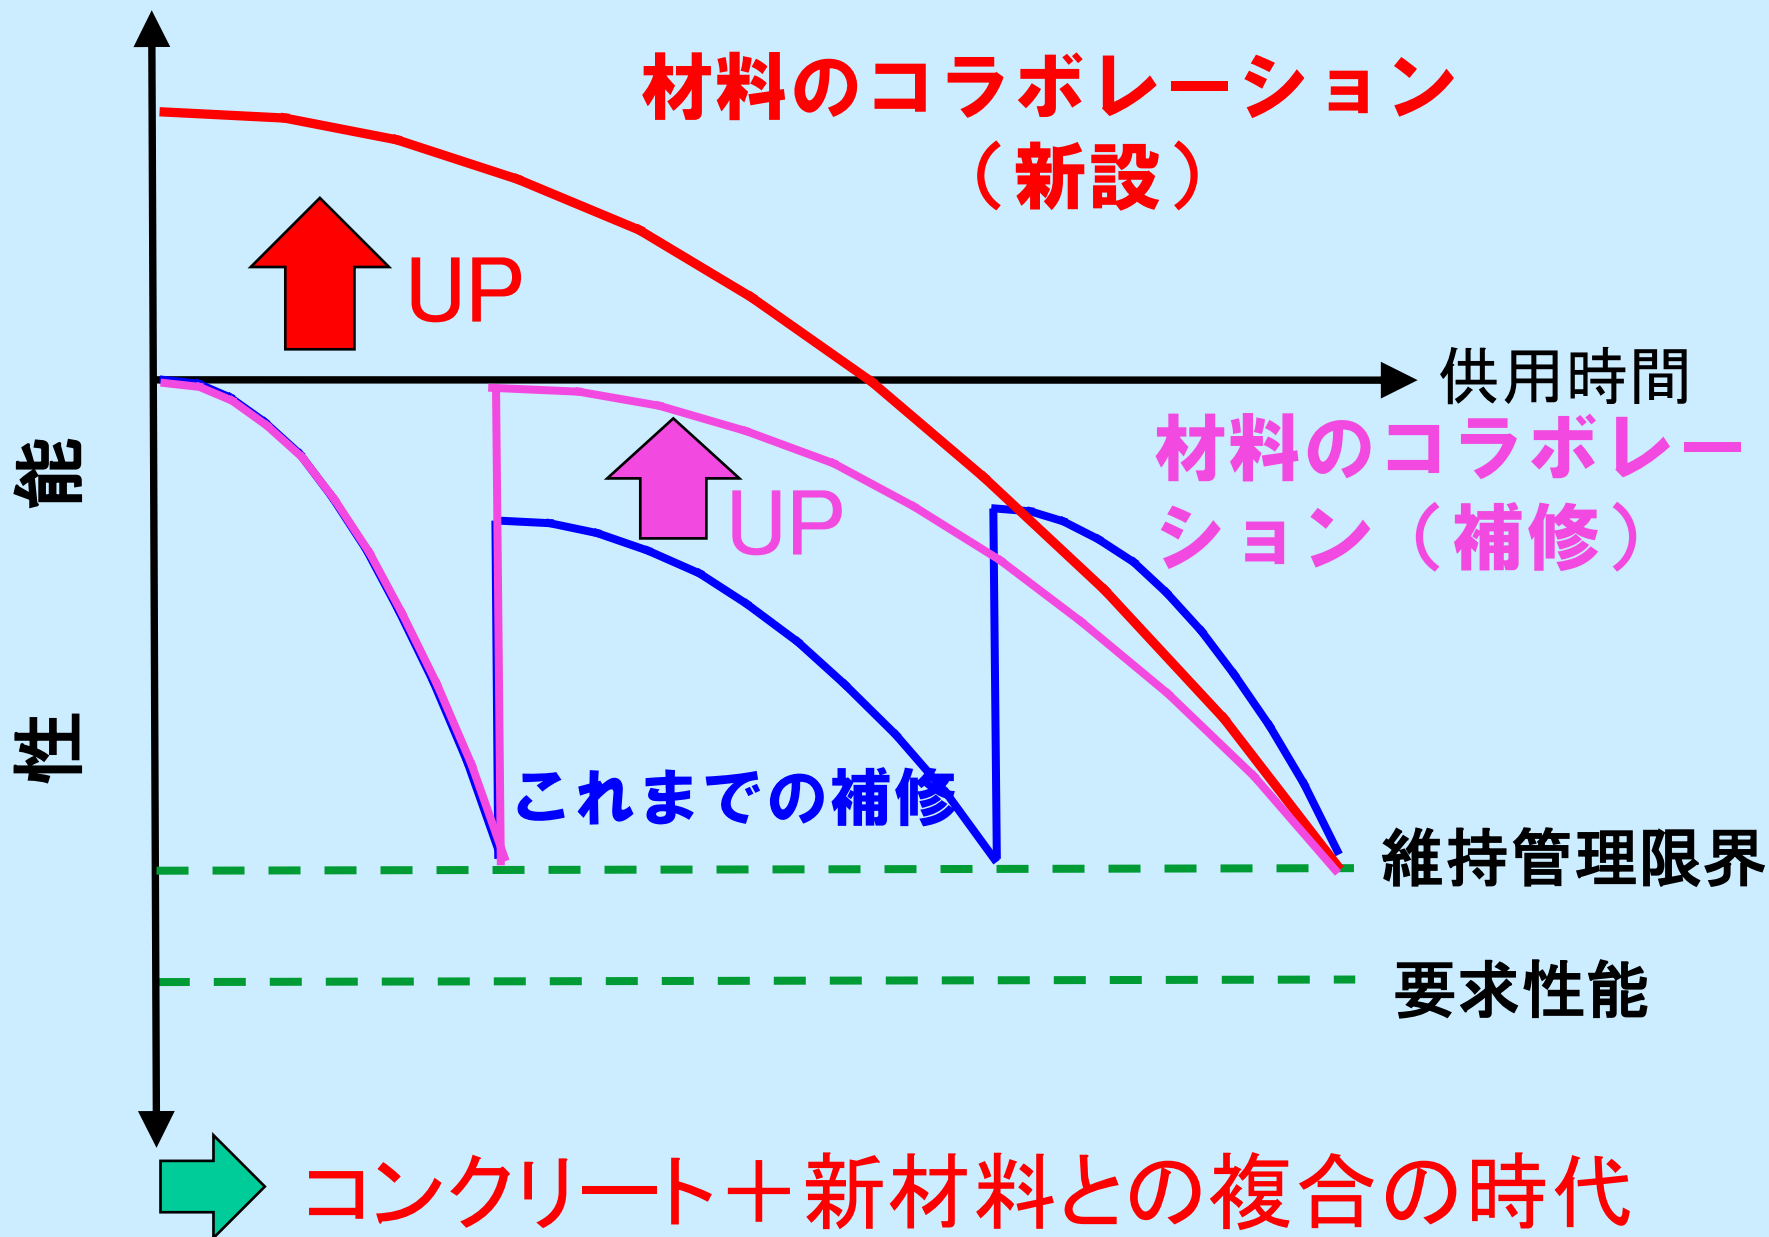 材料のコラボレーション
（新設）
UP
供用時間
材料のコラボレー
ション（補修）
UP
性能
これまでの補修
維持管理限界
要求性能
コンクリート＋新材料との複合の時代